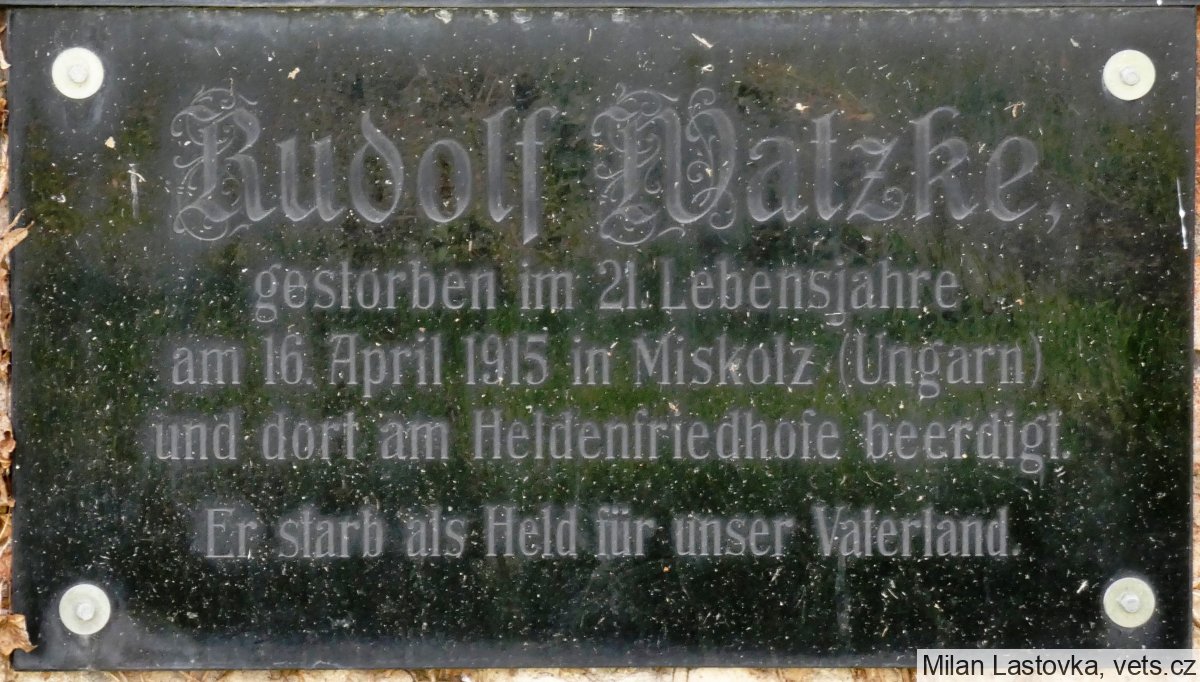 Rudolf Watzke,
gestorben im 21. Lebensjahre
am 16. April 1915 in Miskolz (Ungarn)
und dort am Heldenfriedhofe beerdigt.
Er starb als Held für unser Vaterland.
Milan Lastovka, vets.cz